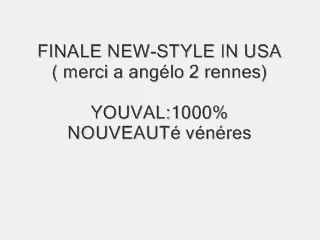 FINALE NEW-STYLE IN USA
( merci a angélo 2 rennes)
YOUVAL:1000%
NOUVEAUTé vénéres